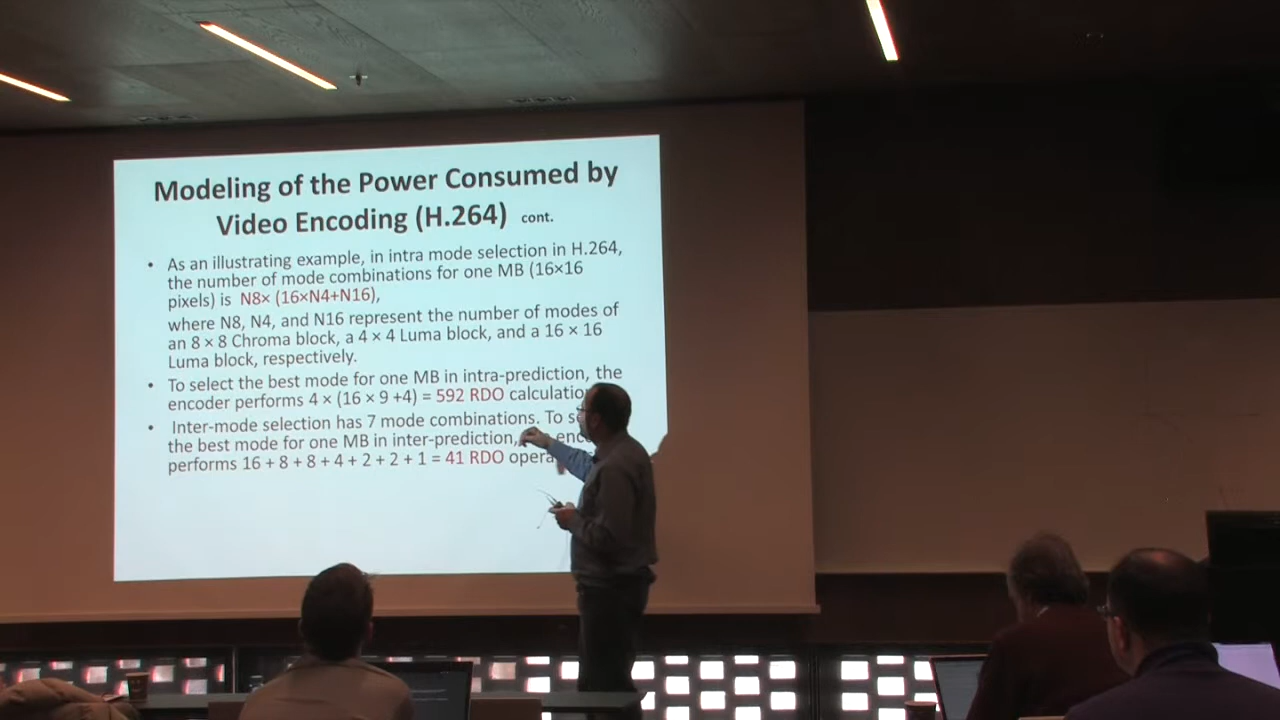 Modeling of the Power Consumed by
Video Encoding (H.264) cont.
• As an illustrating example, in intra mode selection in H.264,
the number of mode combinations for one MB (16×16
pixels) is N8× (16×N4+N16),
where N8, N4, and N16 represent the number of modes of
an 8 × 8 Chroma block, a 4 × 4 Luma block, and a 16 × 16
Luma block, respectively.
• To select the best mode for one MB in intra-prediction, the
encoder performs 4 × (16 × 9 +4) = 592 RDO
• Inter-mode selection has 7 mode combinations. To
the best mode for one MB in inter-prediction,
performs 16 + 8 + 8 + 4 + 2 + 2 + 1 = 41 RDO